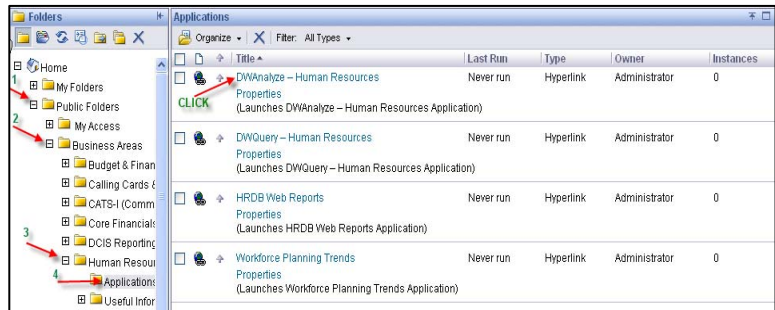 Folders
Home
1
My Folders
Public Folders
2
My Access
Business Areas
Budget & Finan
Calling Cards &
CATS-I (Comm
Core Financials
3
DCIS Reporting
Human Resour
4
Applications
Useful Infor
Applications
Organize Filter: All Types
Title Last Run Type Owner Instances
DWAnalyze – Human Resources Never run Hyperlink Administrator 0
CLICK
Properties
(Launches DWAnalyze – Human Resources Application)
DWQuery – Human Resources Never run Hyperlink Administrator 0
Properties
(Launches DWQuery – Human Resources Application)
HRDB Web Reports Never run Hyperlink Administrator 0
Properties
(Launches HRDB Web Reports Application)
Workforce Planning Trends Never run Hyperlink Administrator 0
Properties
(Launches Workforce Planning Trends Application)